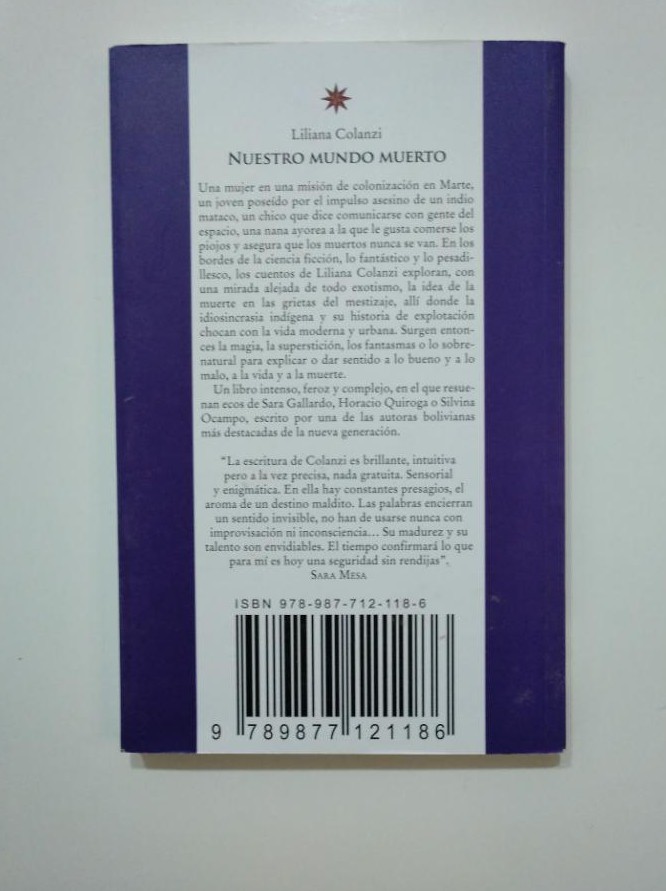 Liliana Colanzi
NUESTRO MUNDO MUERTO
Una mujer en una misión de colonización en Marte,
un joven poseído por el impulso asesino de un indio
mataco, un chico que dice comunicarse con gente del
espacio, una nana ayorea a la que le gusta comerse los
piojos y asegura que los muertos nunca se van. En los
bordes de la ciencia ficción, lo fantástico y lo pesadi-
llesco, los cuentos de Liliana Colanzi exploran, con
una mirada alejada de todo exotismo, la idea de la
muerte en las grietas del mestizaje, allí donde la
idiosincrasia indígena y su historia de explotación
chocan con la vida moderna y urbana. Surgen enton-
ces la magia, la superstición, los fantasmas o lo sobre-
natural para explicar o dar sentido a lo bueno y a lo
malo, a la vida y a la muerte.
Un libro intenso, feroz y complejo, en el que resue-
nan ecos de Sara Gallardo, Horacio Quiroga o Silvina
Ocampo, escrito por una de las autoras bolivianas
más destacadas de la nueva generación.
“La escritura de Colanzi es brillante, intuitiva
pero a la vez precisa, nada gratuita. Sensorial
y enigmática. En ella hay constantes presagios, el
aroma de un destino maldito. Las palabras encierran
un sentido invisible, no han de usarse nunca con
improvisación ni inconsciencia... Su madurez y su
talento son envidiables. El tiempo confirmará lo que
para mí es hoy una seguridad sin rendijas”.
SARA MESA
ISBN 978-987-712-118-6
9 789877 121186